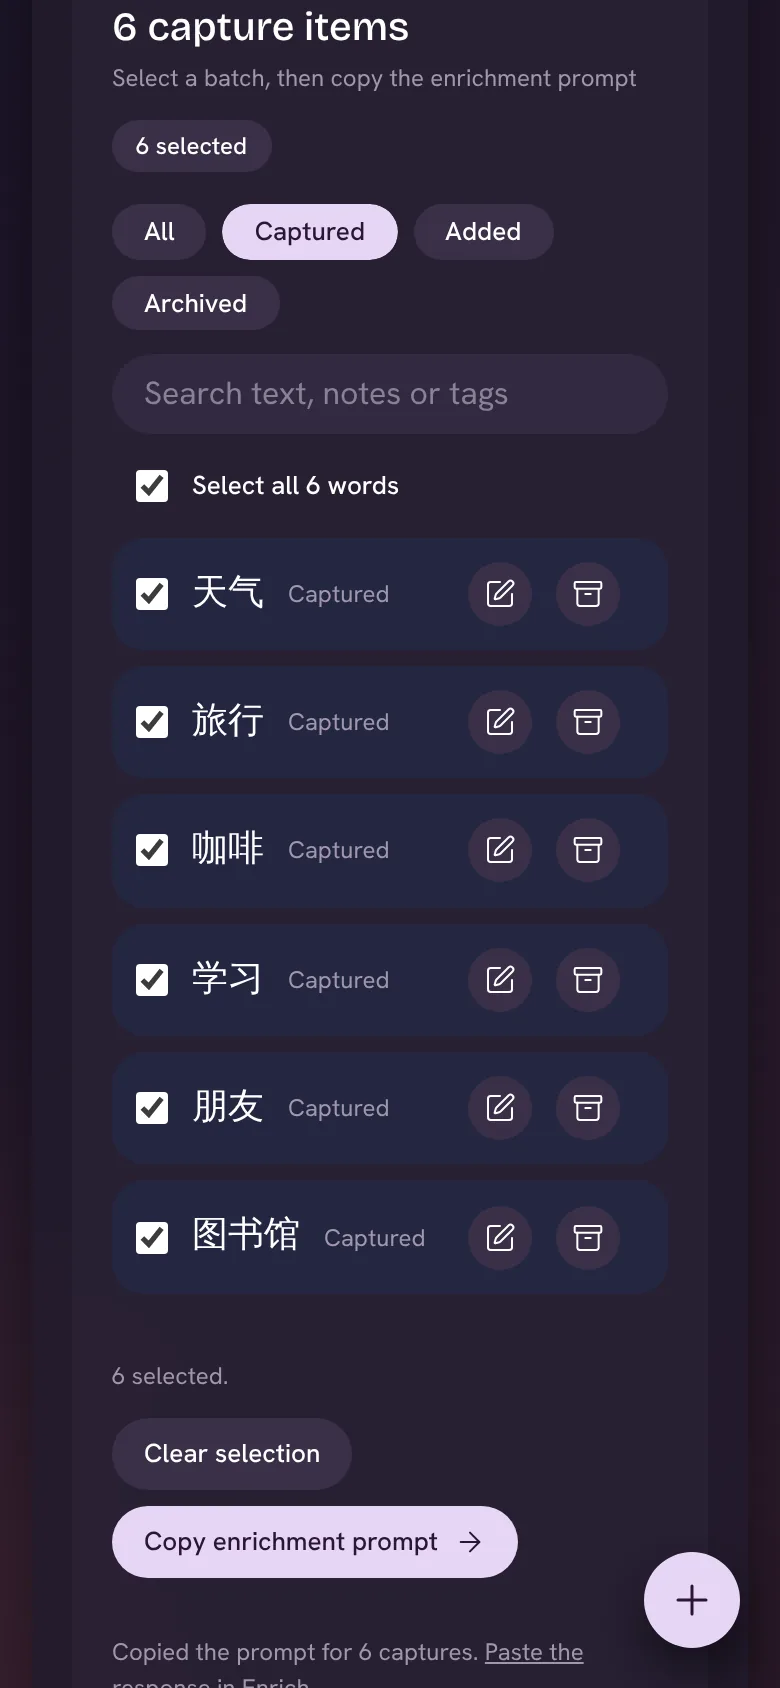 6 capture items
Select a batch, then copy the enrichment prompt
6 selected
All Captured Added
Archived
Search text, notes or tags
Select all 6 words
天气 Captured
旅行 Captured
咖啡 Captured
学习 Captured
朋友 Captured
图书馆 Captured
6 selected.
Clear selection
Copy enrichment prompt →
Copied the prompt for 6 captures. Paste the
response in Enrich